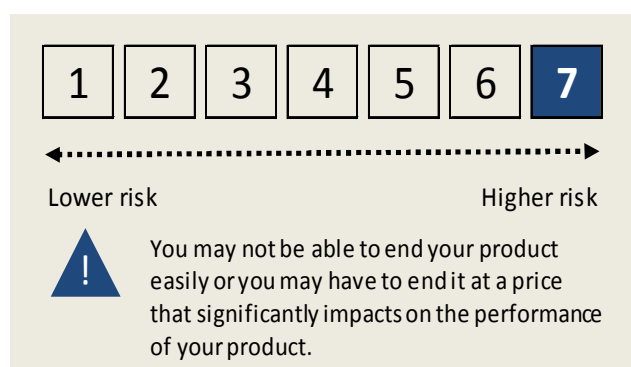 1 2 3 4 5 6 7
Lower risk Higher risk
! You may not be able to end your product
easily or you may have to end it at a price
that significantly impacts on the performance
of your product.